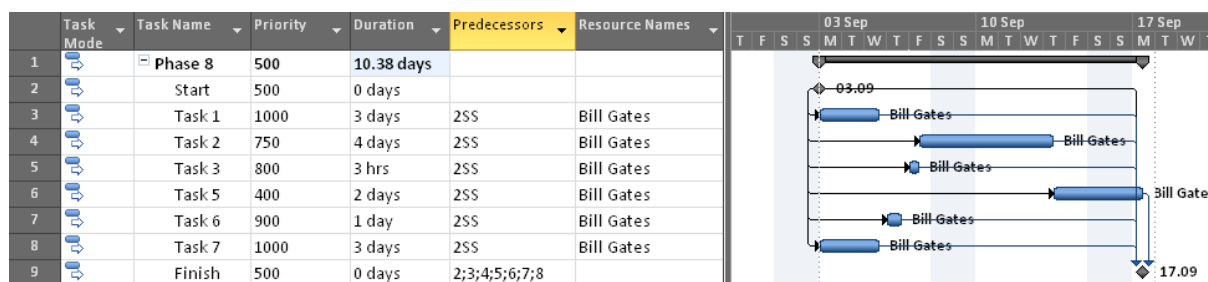 Task Mode Task Name Priority Duration Predecessors Resource Names 03 Sep 10 Sep 17 Sep
T F S S M T W T F S S M T W T F S S M T W
1 Phase 8 500 10.38 days
2 Start 500 0 days 03.09
3 Task 1 1000 3 days 2SS Bill Gates Bill Gates
4 Task 2 750 4 days 2SS Bill Gates Bill Gates
5 Task 3 800 3 hrs 2SS Bill Gates Bill Gates
6 Task 5 400 2 days 2SS Bill Gates Bill Gate
7 Task 6 900 1 day 2SS Bill Gates Bill Gates
8 Task 7 1000 3 days 2SS Bill Gates Bill Gates
9 Finish 500 0 days 2;3;4;5;6;7;8 17.09